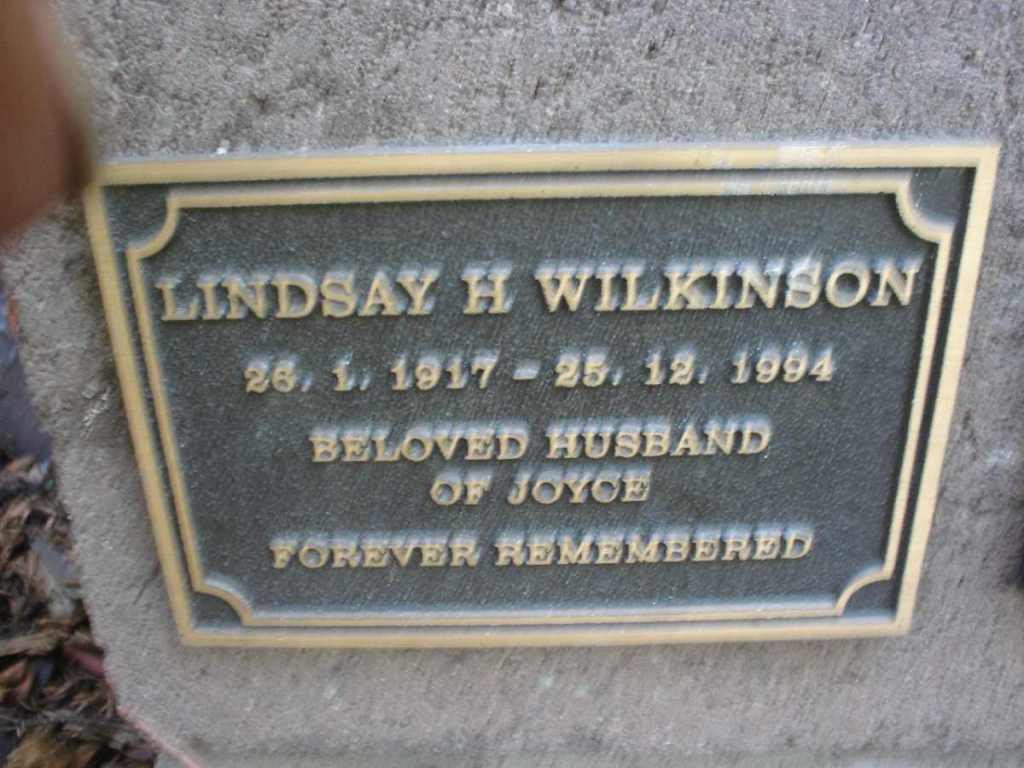 LINDSAY H WILKINSON
26. 1. 1917 - 25. 12. 1994
BELOVED HUSBAND
OF JOYCE
FOREVER REMEMBERED